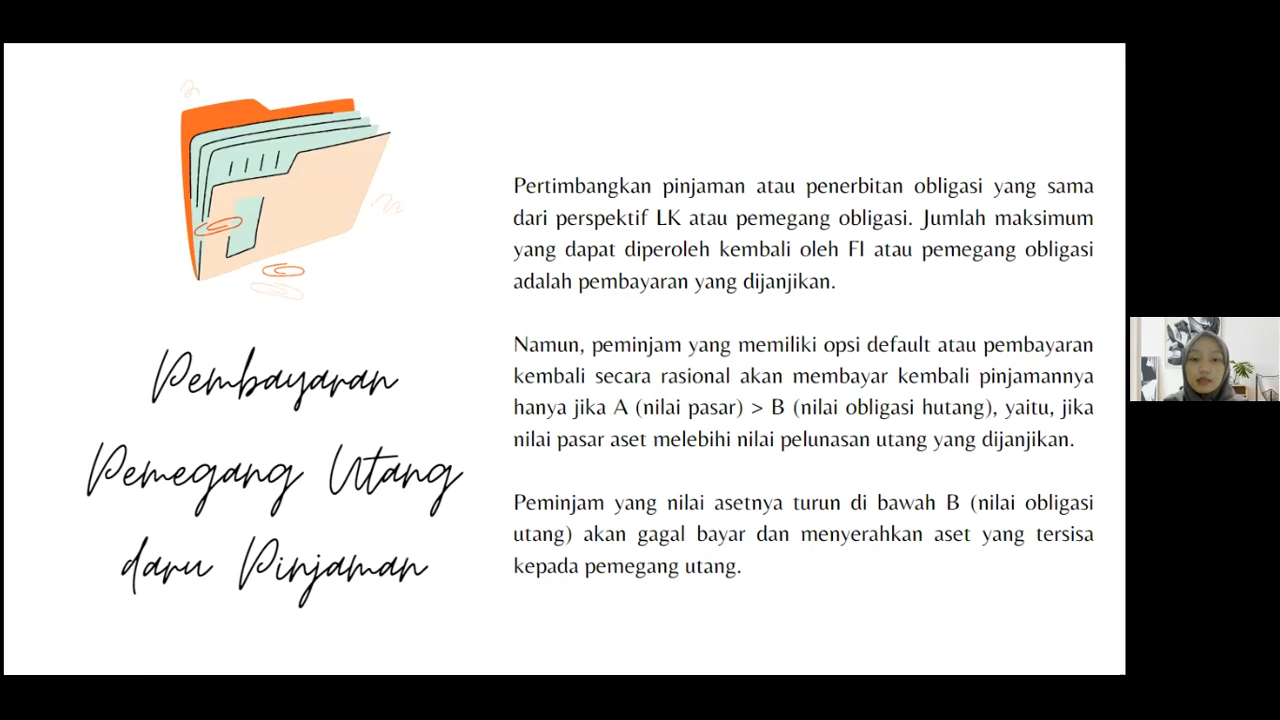 Pembayaran
Pemegang Utang
daru Pinjaman
Pertimbangkan pinjaman atau penerbitan obligasi yang sama
dari perspektif LK atau pemegang obligasi. Jumlah maksimum
yang dapat diperoleh kembali oleh FI atau pemegang obligasi
adalah pembayaran yang dijanjikan.
Namun, peminjam yang memiliki opsi default atau pembayaran
kembali secara rasional akan membayar kembali pinjamannya
hanya jika A (nilai pasar) > B (nilai obligasi hutang), yaitu, jika
nilai pasar aset melebihi nilai pelunasan utang yang dijanjikan.
Peminjam yang nilai asetnya turun di bawah B (nilai obligasi
utang) akan gagal bayar dan menyerahkan aset yang tersisa
kepada pemegang utang.